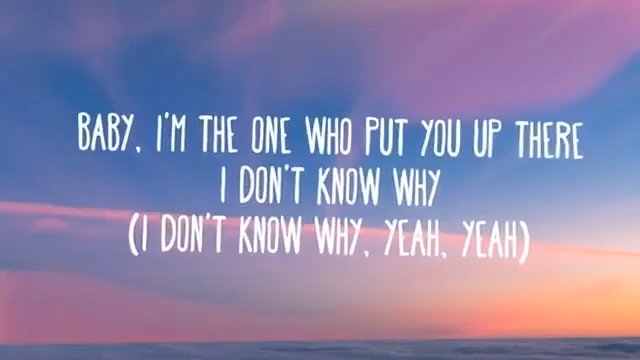 BABY, I'M THE ONE WHO PUT YOU UP THERE
I DON'T KNOW WHY
(I DON'T KNOW WHY, YEAH, YEAH)